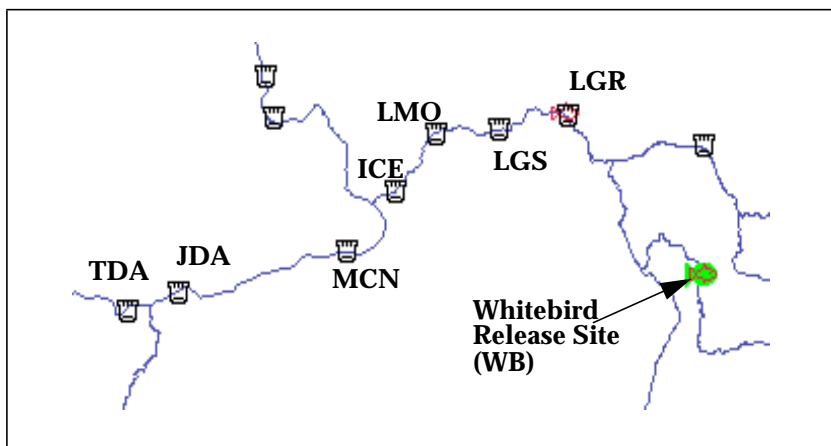 LGR
LMO
LGS
ICE
MCN
JDA
TDA
Whitebird
Release Site
(WB)